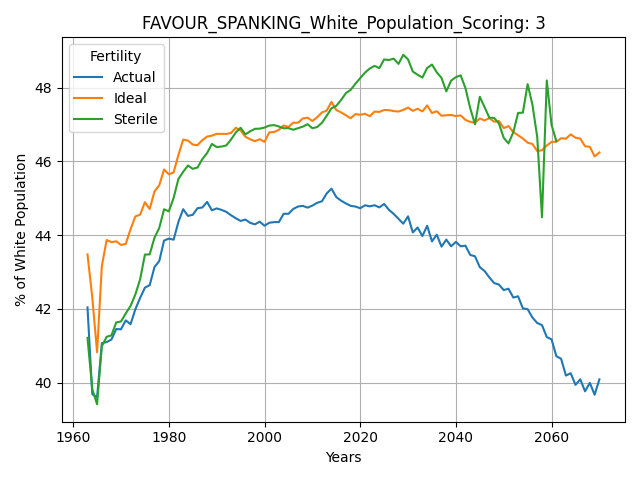 FAVOUR_SPANKING_White_Population_Scoring: 3
Fertility
Actual
Ideal
Sterile
% of White Population
48
46
44
42
40
1960 1980 2000 2020 2040 2060
Years